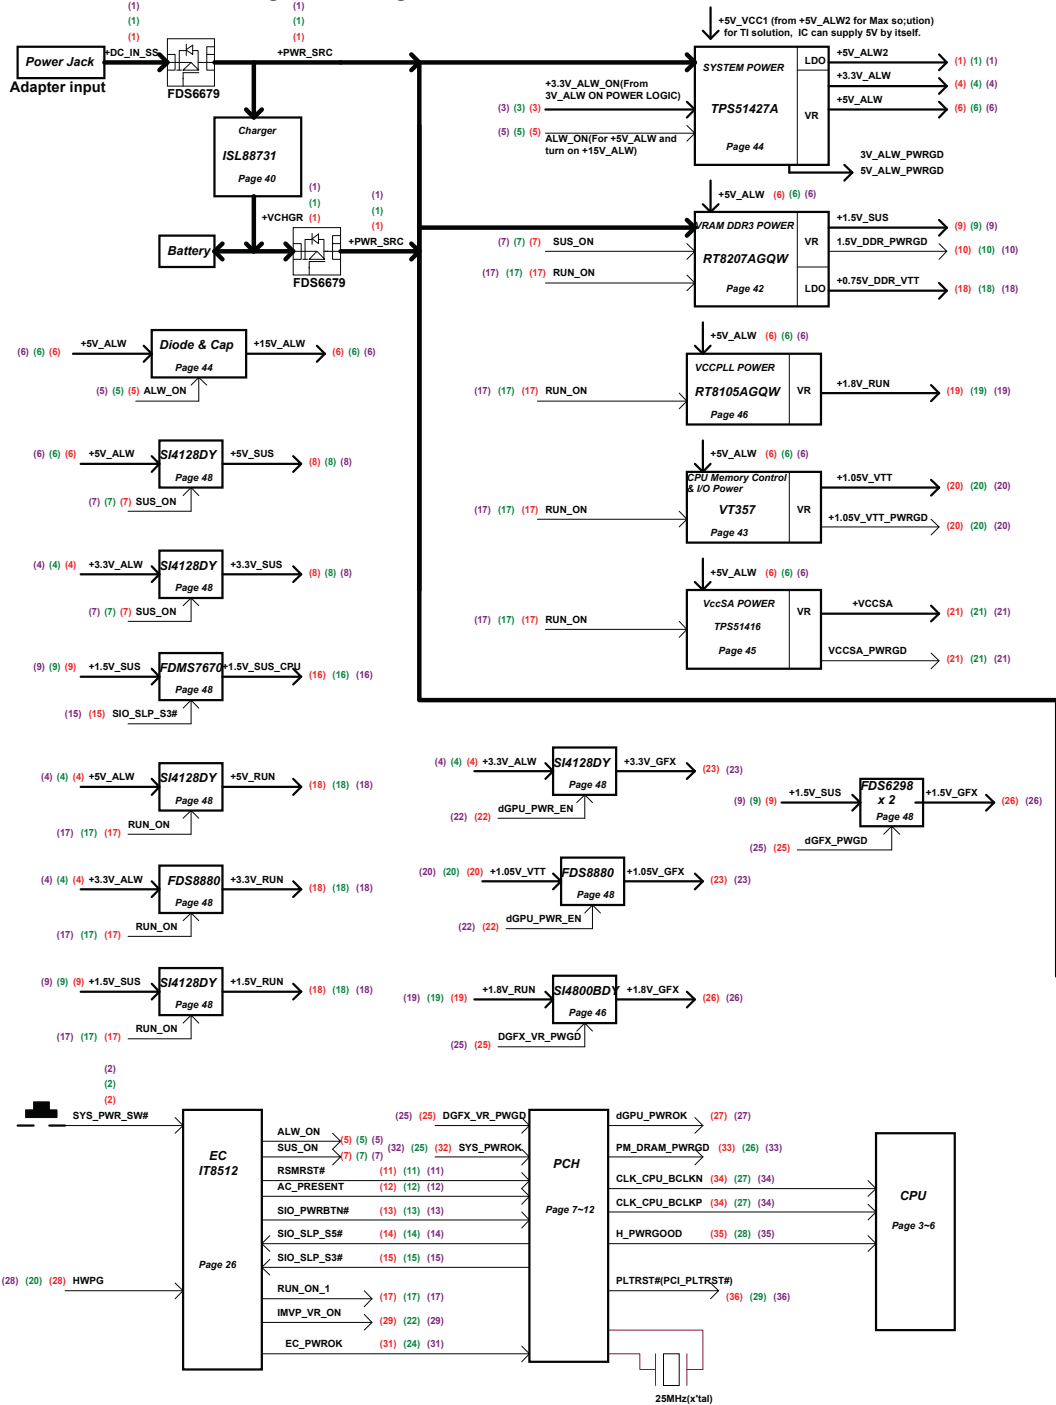 (1) (1)
(1) (1)
(1) (1)
+DC_IN_SS
+PWR_SRC
Power Jack
Adapter input
FDS6679
Charger
ISL88731
Page 40
(1)
(1)
(1)
(1)
(1)
(1)
+VCHGR
+PWR_SRC
Battery
FDS6679
+5V_VCC1 (from +5V_ALW2 for Max so;ution)
for TI solution, IC can supply 5V by itself.
SYSTEM POWER
TPS51427A
Page 44
LDO
VR
+5V_ALW2 (1) (1) (1)
+3.3V_ALW (4) (4) (4)
+5V_ALW (6) (6) (6)
3V_ALW_PWRGD
5V_ALW_PWRGD
+3.3V_ALW_ON(From
3V_ALW ON POWER LOGIC)
(3) (3) (3)
(5) (5) (5)
ALW_ON(For +5V_ALW and
turn on +15V_ALW)
+5V_ALW (6) (6) (6)
VRAM DDR3 POWER
RT8207AGQW
Page 42
VR
LDO
(7) (7) (7) SUS_ON
(17) (17) (17) RUN_ON
+1.5V_SUS (9) (9) (9)
1.5V_DDR_PWRGD (10) (10) (10)
+0.75V_DDR_VTT (18) (18) (18)
+5V_ALW (6) (6) (6)
VCCPLL POWER
RT8105AGQW
Page 46
VR
(17) (17) (17) RUN_ON
+1.8V_RUN (19) (19) (19)
+5V_ALW (6) (6) (6)
CPU Memory Control
& I/O Power
VT357
Page 43
VR
(17) (17) (17) RUN_ON
+1.05V_VTT (20) (20) (20)
+1.05V_VTT_PWRGD (20) (20) (20)
+5V_ALW (6) (6) (6)
VccSA POWER
TPS51416
Page 45
VR
(17) (17) (17) RUN_ON
+VCCSA (21) (21) (21)
VCCSA_PWRGD (21) (21) (21)
(6) (6) (6) +5V_ALW
Diode & Cap
Page 44
+15V_ALW (6) (6) (6)
(5) (5) (5) ALW_ON
(6) (6) (6) +5V_ALW
SI4128DY
Page 48
+5V_SUS (8) (8) (8)
(7) (7) (7) SUS_ON
(4) (4) (4) +3.3V_ALW
SI4128DY
Page 48
+3.3V_SUS (8) (8) (8)
(7) (7) (7) SUS_ON
(9) (9) (9) +1.5V_SUS
FDMS7670
Page 48
+1.5V_SUS_CPU (16) (16) (16)
(15) (15) SIO_SLP_S3#
(4) (4) (4) +5V_ALW
SI4128DY
Page 48
+5V_RUN (18) (18) (18)
(17) (17) (17) RUN_ON
(4) (4) (4) +3.3V_ALW
FDS8880
Page 48
+3.3V_RUN (18) (18) (18)
(17) (17) (17) RUN_ON
(9) (9) (9) +1.5V_SUS
SI4128DY
Page 48
+1.5V_RUN (18) (18) (18)
(17) (17) (17) RUN_ON
(4) (4) (4) +3.3V_ALW
SI4128DY
Page 48
+3.3V_GFX (23) (23)
(22) (22) dGPU_PWR_EN
(20) (20) (20) +1.05V_VTT
FDS8880
Page 48
+1.05V_GFX (23) (23)
(22) (22) dGPU_PWR_EN
(19) (19) (19) +1.8V_RUN
SI4800BDY
Page 46
+1.8V_GFX (26) (26)
(25) (25) DGFX_VR_PWGD
(9) (9) (9) +1.5V_SUS
FDS6298
x 2
Page 48
+1.5V_GFX (26) (26)
(25) (25) dGFX_PWGD
(2)
(2)
(2)
SYS_PWR_SW#
(28) (20) (28) HWPG
EC
IT8512
Page 26
ALW_ON (5) (5) (5)
SUS_ON (7) (7) (7)
RSMRST# (11) (11) (11)
AC_PRESENT (12) (12) (12)
SIO_PWRBTN# (13) (13) (13)
SIO_SLP_S5# (14) (14) (14)
SIO_SLP_S3# (15) (15) (15)
RUN_ON_1 (17) (17) (17)
IMVP_VR_ON (29) (22) (29)
EC_PWROK (31) (24) (31)
(25) (25) DGFX_VR_PWGD
(32) (25) (32) SYS_PWROK
PCH
Page 7~12
dGPU_PWROK (27) (27)
PM_DRAM_PWRGD (33) (26) (33)
CLK_CPU_BCLKN (34) (27) (34)
CLK_CPU_BCLKP (34) (27) (34)
H_PWRGOOD (35) (28) (35)
PLTRST#(PCI_PLTRST#)
(36) (29) (36)
CPU
Page 3~6
25MHz(x'tal)